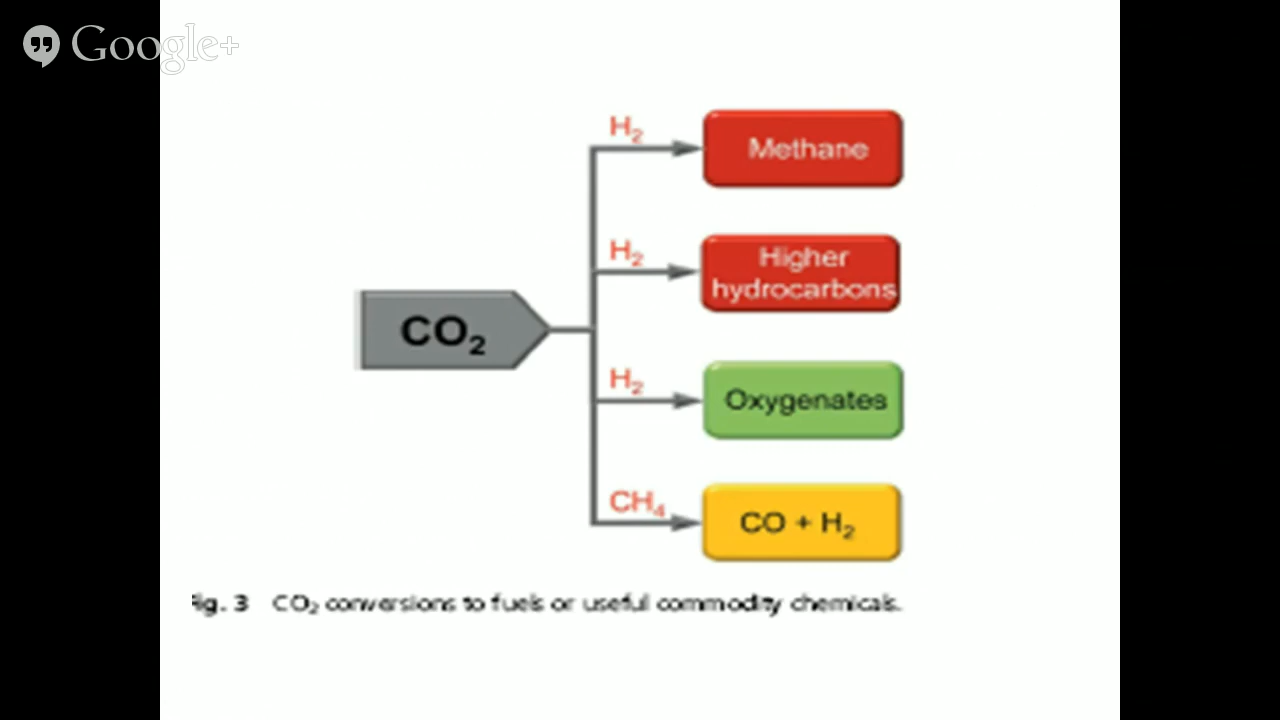 Google+
H₂
Methane
H₂
Higher
hydrocarbons
CO₂
H₂
Oxygenates
CH₄
CO + H₂
ig. 3 CO₂ conversions to fuels or useful commodity chemicals.